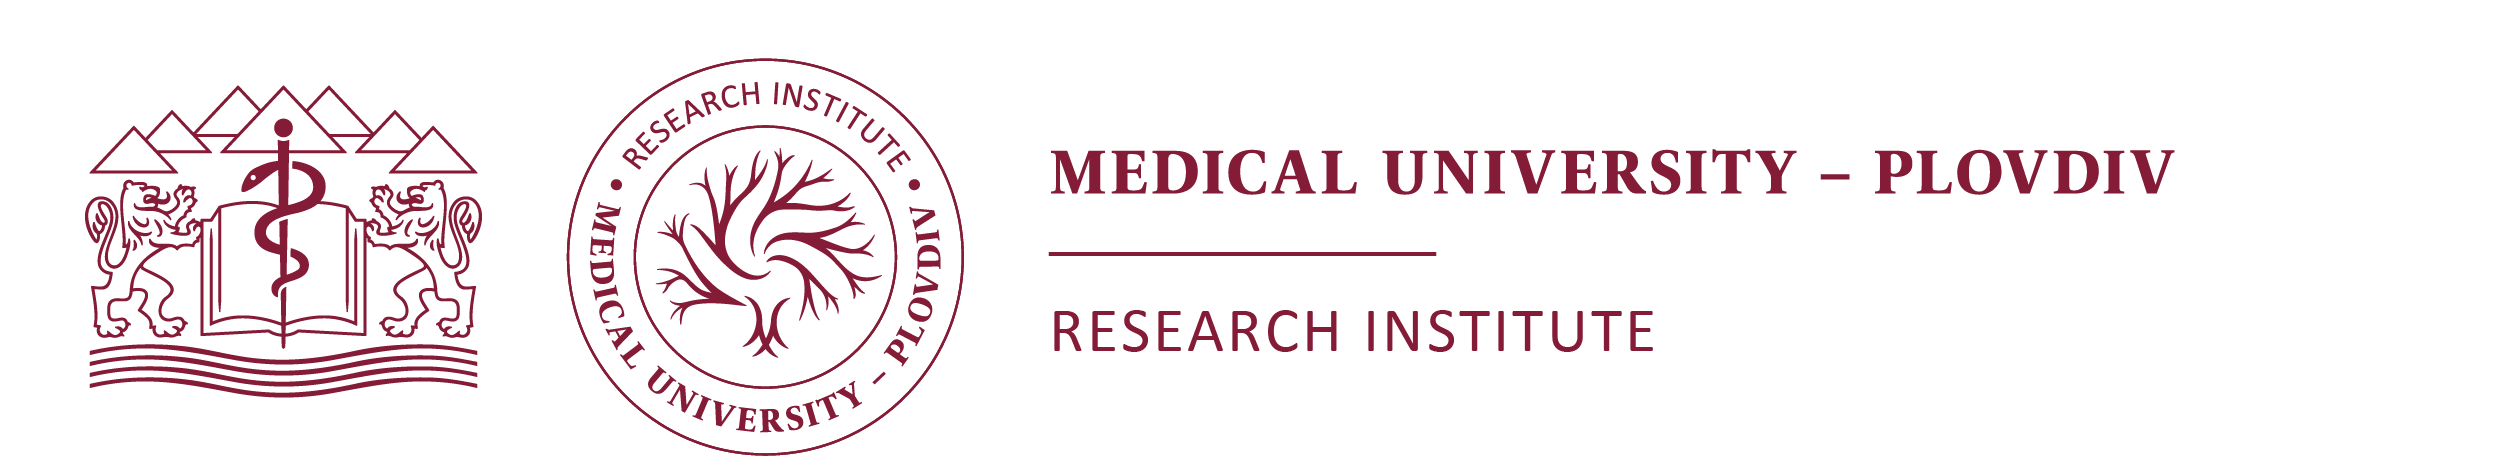 RESEARCH INSTITUTE
MEDICAL UNIVERSITY – PLOVDIV
MEDICAL UNIVERSITY – PLOVDIV
RESEARCH INSTITUTE